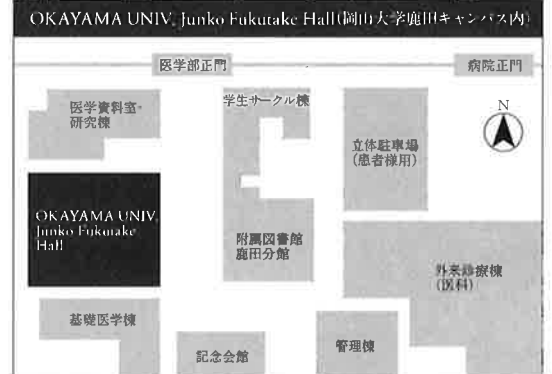 OKAYAMA UNIV. Junko Fukutake Hall(岡山大学鹿田キャンパス内)
医学部正門
病院正門
医学資料室・
研究棟
学生サークル棟
N
立体駐車場
(患者様用)
OKAYAMA UNIV.
Junko Fukutake
Hall
附属図書館
鹿田分館
外来診療棟
(医科)
基礎医学棟
記念会館
管理棟